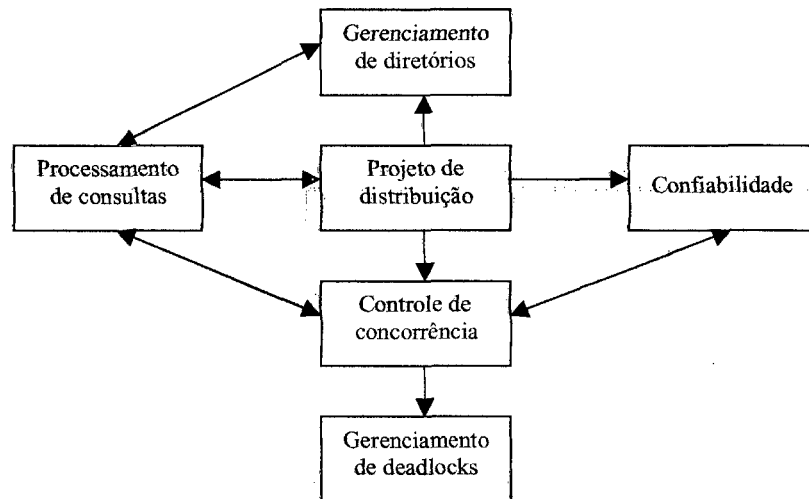 Gerenciamento
de diretórios
Processamento
de consultas
Projeto de
distribuição
Confiabilidade
Controle de
concorrência
Gerenciamento
de deadlocks